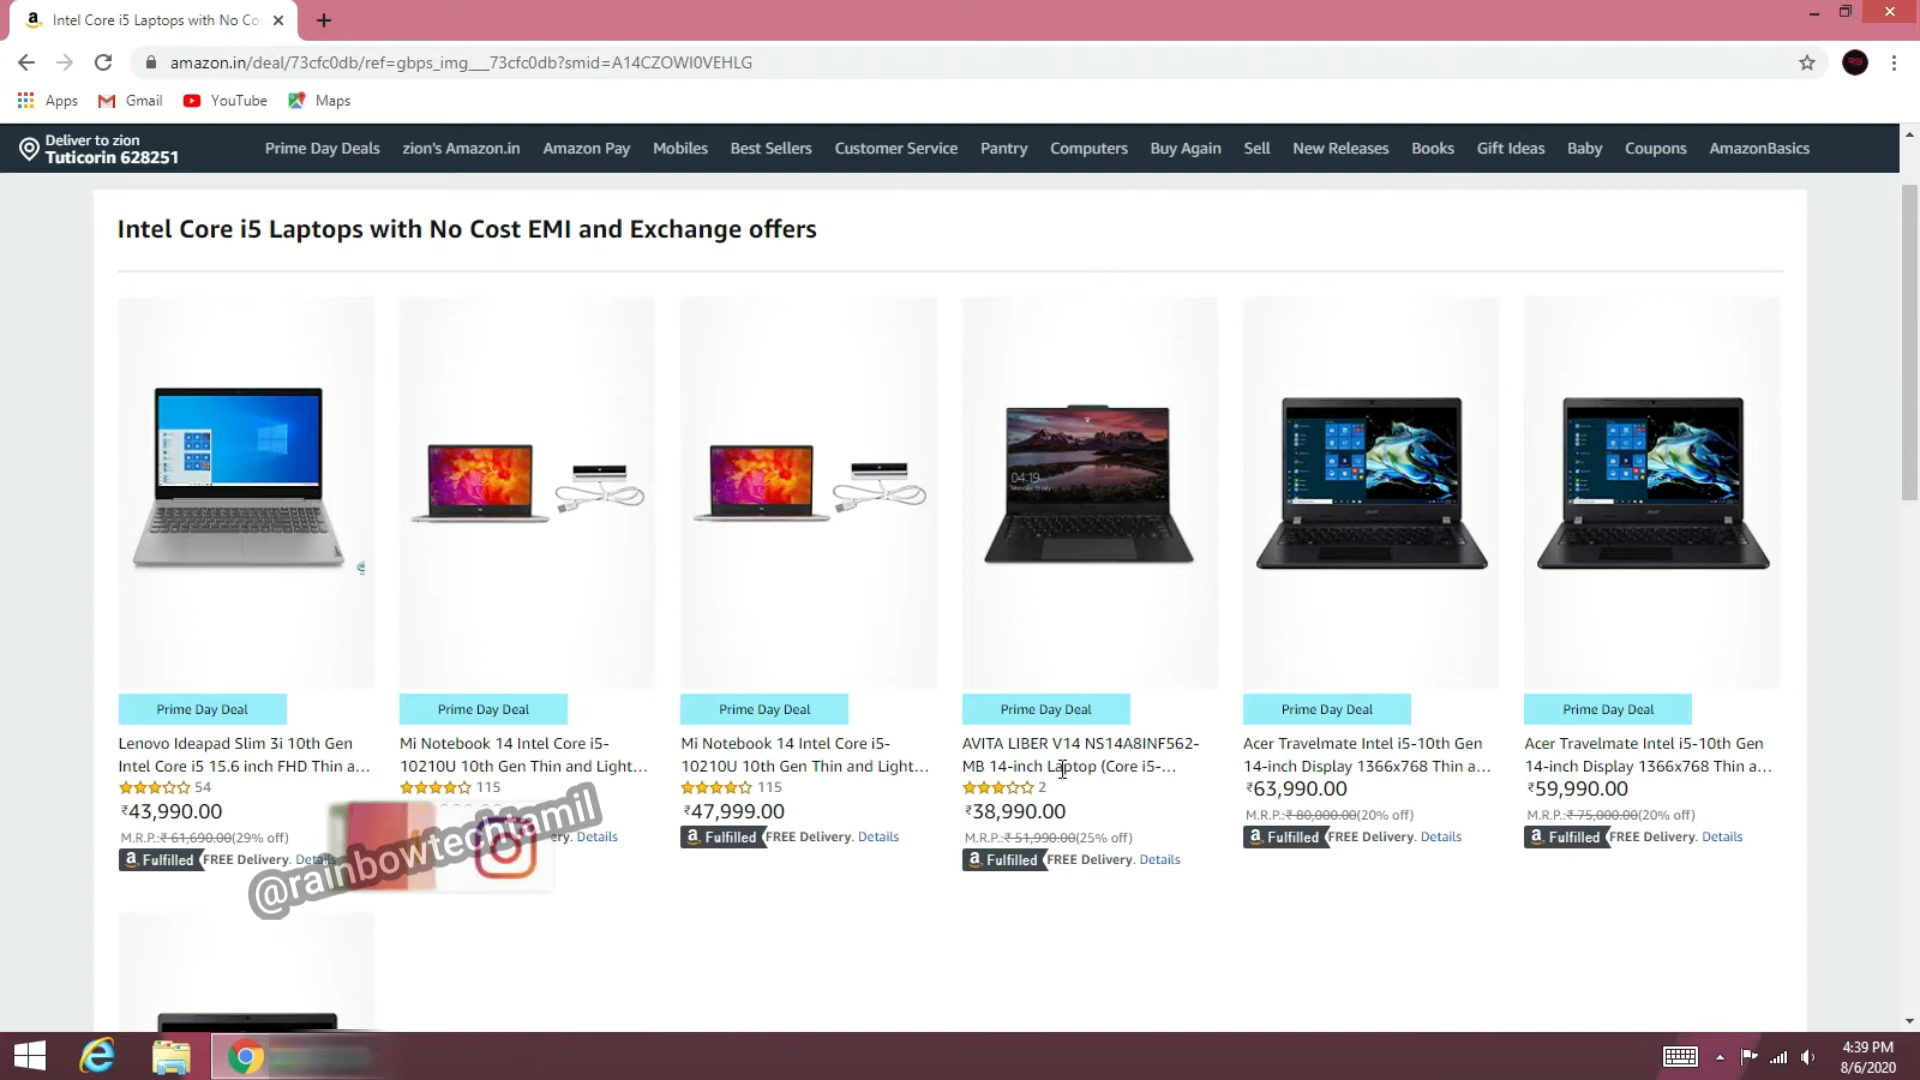 Intel Core i5 Laptops with No Co
amazon.in/deal/73cfc0db/ref=gbps_img___73cfc0db?smid=A14CZOWI0VEHLG
Apps Gmail YouTube Maps
Deliver to zion
Tuticorin 628251
Prime Day Deals zion's Amazon.in Amazon Pay Mobiles Best Sellers Customer Service Pantry Computers Buy Again Sell New Releases Books Gift Ideas Baby Coupons AmazonBasics
Intel Core i5 Laptops with No Cost EMI and Exchange offers
04:19
Prime Day Deal
Lenovo Ideapad Slim 3i 10th Gen
Intel Core i5 15.6 inch FHD Thin a...
54
₹43,990.00
M.R.P.:₹ 61,690.00(29% off)
a Fulfilled FREE Delivery. Details
Prime Day Deal
Mi Notebook 14 Intel Core i5-
10210U 10th Gen Thin and Light...
115
Details
Prime Day Deal
Mi Notebook 14 Intel Core i5-
10210U 10th Gen Thin and Light...
115
₹47,999.00
a Fulfilled FREE Delivery. Details
Prime Day Deal
AVITA LIBER V14 NS14A8INF562-
MB 14-inch Laptop (Core i5-...
2
₹38,990.00
M.R.P.:₹ 51,990.00(25% off)
a Fulfilled FREE Delivery. Details
Prime Day Deal
Acer Travelmate Intel i5-10th Gen
14-inch Display 1366x768 Thin a...
₹63,990.00
M.R.P.:₹ 80,000.00(20% off)
a Fulfilled FREE Delivery. Details
Prime Day Deal
Acer Travelmate Intel i5-10th Gen
14-inch Display 1366x768 Thin a...
₹59,990.00
M.R.P.:₹ 75,000.00(20% off)
a Fulfilled FREE Delivery. Details
@rainbowtechtamil
4:39 PM
8/6/2020